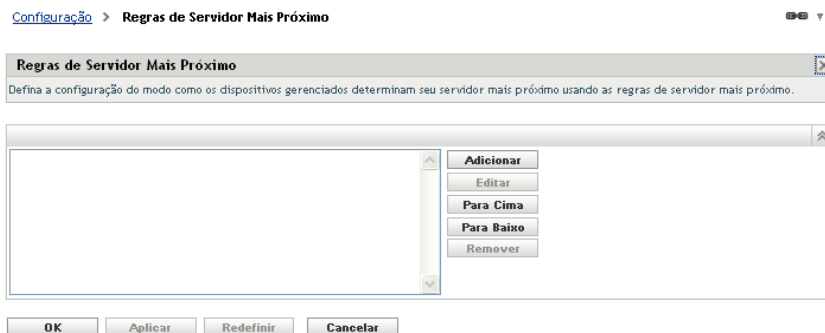 Configuração > Regras de Servidor Mais Próximo
Regras de Servidor Mais Próximo
Defina a configuração do modo como os dispositivos gerenciados determinam seu servidor mais próximo usando as regras de servidor mais próximo.
Adicionar
Editar
Para Cima
Para Baixo
Remover
OK Aplicar Redefinir Cancelar